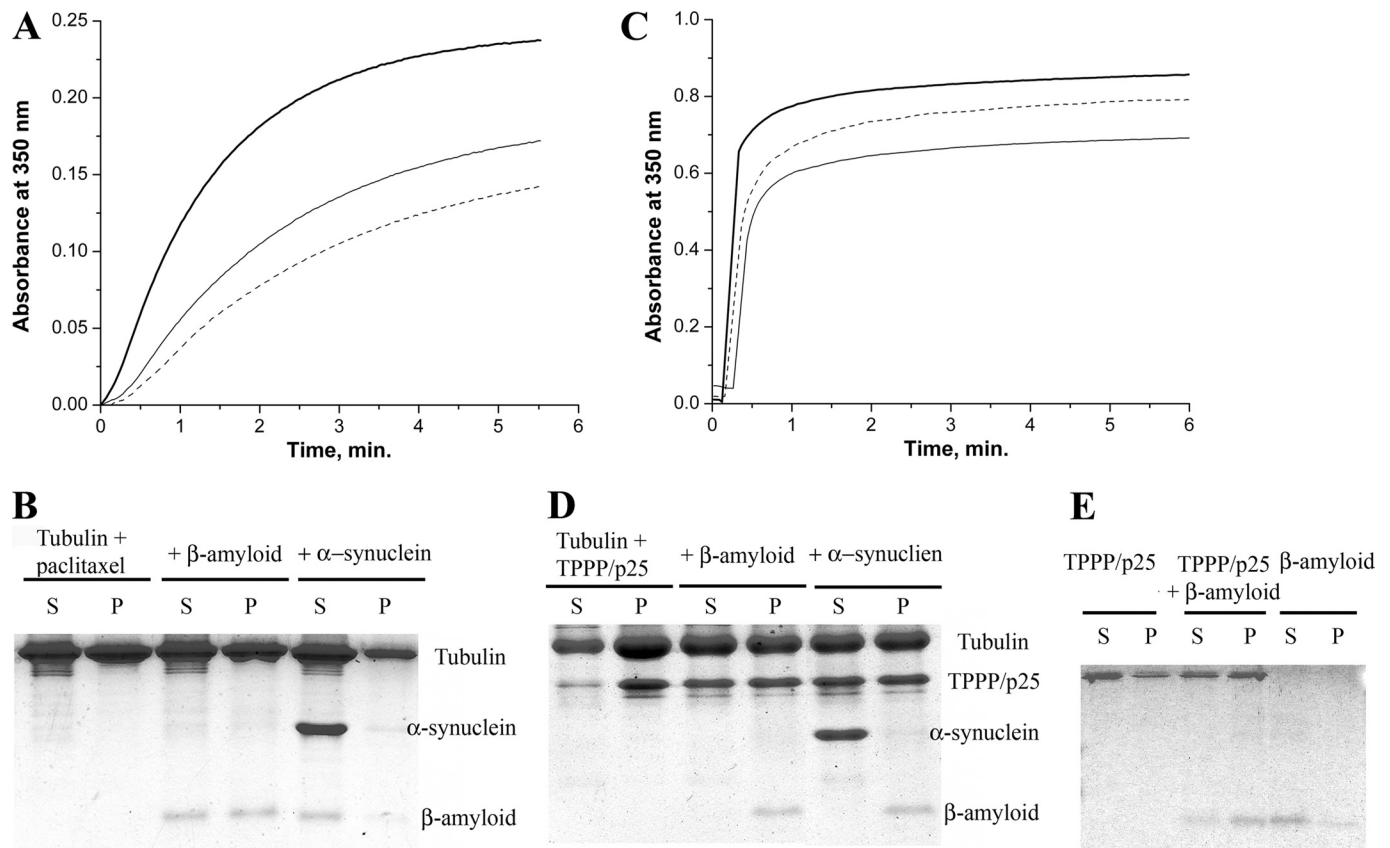 A
0.25
0.20
0.15
0.10
0.05
0.00
Absorbance at 350 nm
0 1 2 3 4 5 6
Time, min.
C
1.0
0.8
0.6
0.4
0.2
0.0
Absorbance at 350 nm
0 1 2 3 4 5 6
Time, min.
B
Tubulin +
paclitaxel
+ β-amyloid
+ α-synuclein
S P S P S P
Tubulin
α-synuclein
β-amyloid
D
Tubulin +
TPPP/p25
+ β-amyloid
+ α-synuclien
S P S P S P
Tubulin
TPPP/p25
α-synuclein
β-amyloid
E
TPPP/p25
TPPP/p25
+ β-amyloid
β-amyloid
S P S P S P